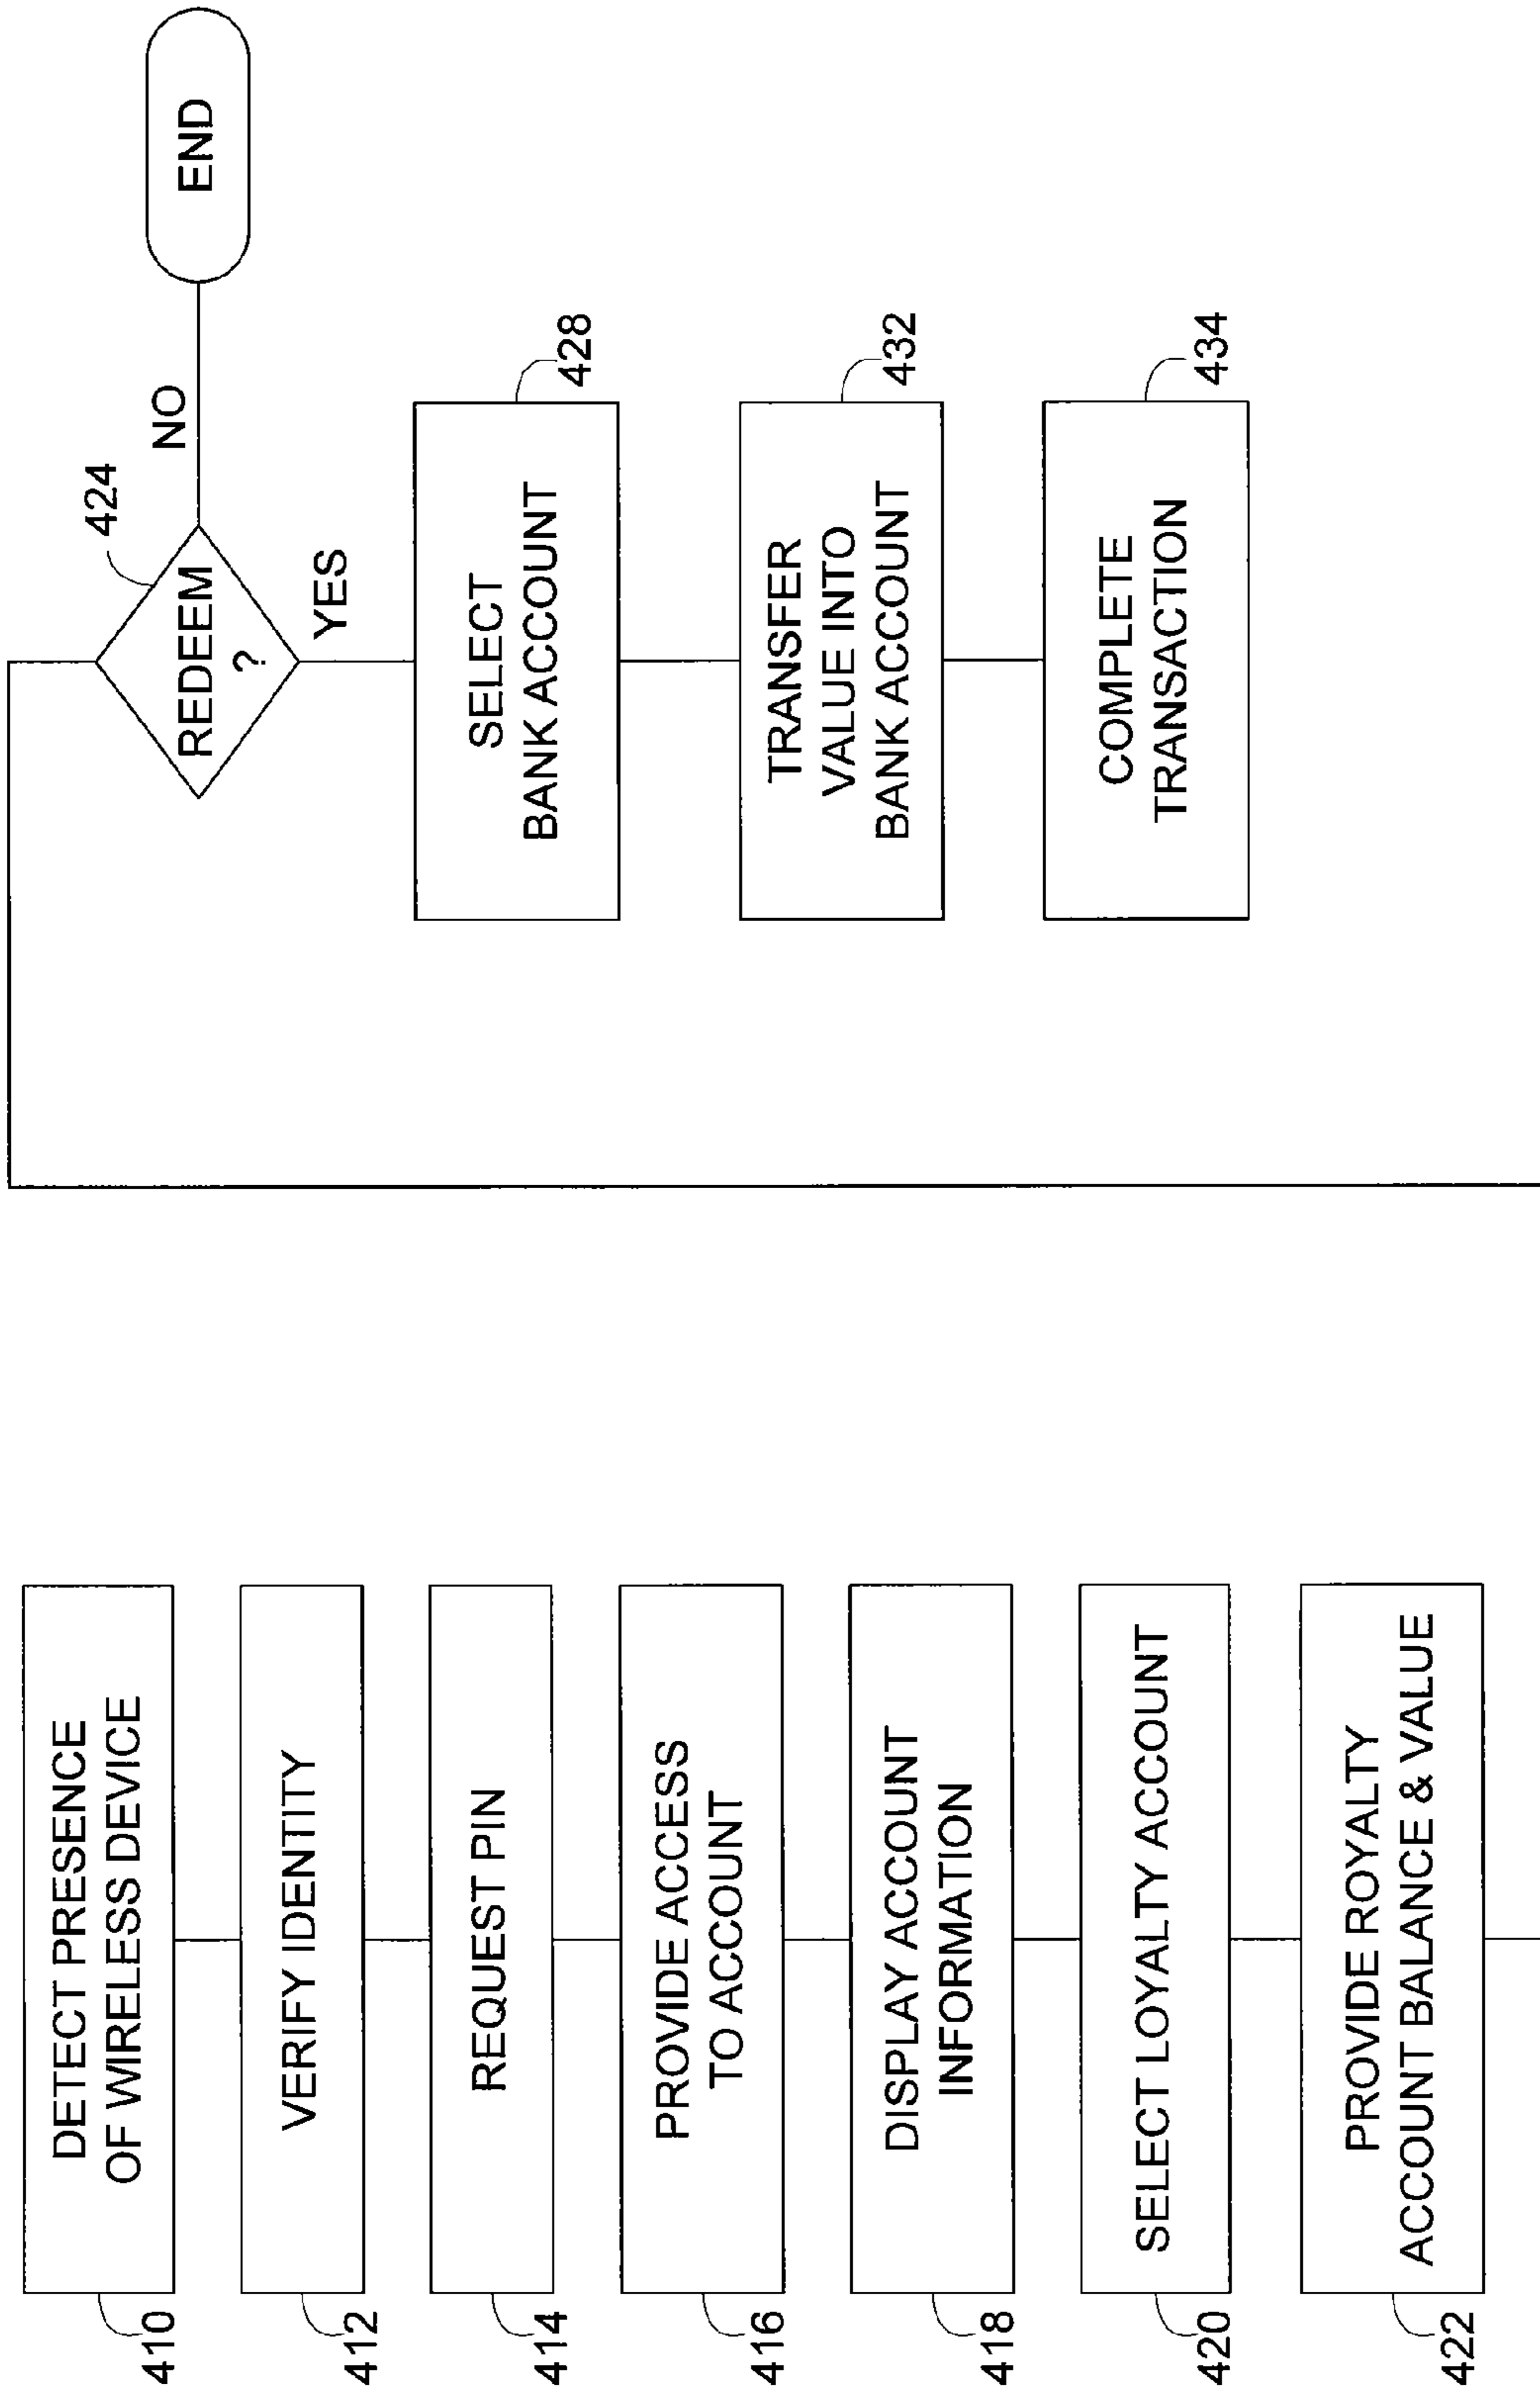 410
DETECT PRESENCE
OF WIRELESS DEVICE
412
VERIFY IDENTITY
414
REQUEST PIN
416
PROVIDE ACCESS
TO ACCOUNT
418
DISPLAY ACCOUNT
INFORMATION
420
SELECT LOYALTY ACCOUNT
422
PROVIDE ROYALTY
ACCOUNT BALANCE & VALUE
424
REDEEM
?
NO
END
YES
SELECT
BANK ACCOUNT
428
TRANSFER
VALUE INTO
BANK ACCOUNT
432
COMPLETE
TRANSACTION
434